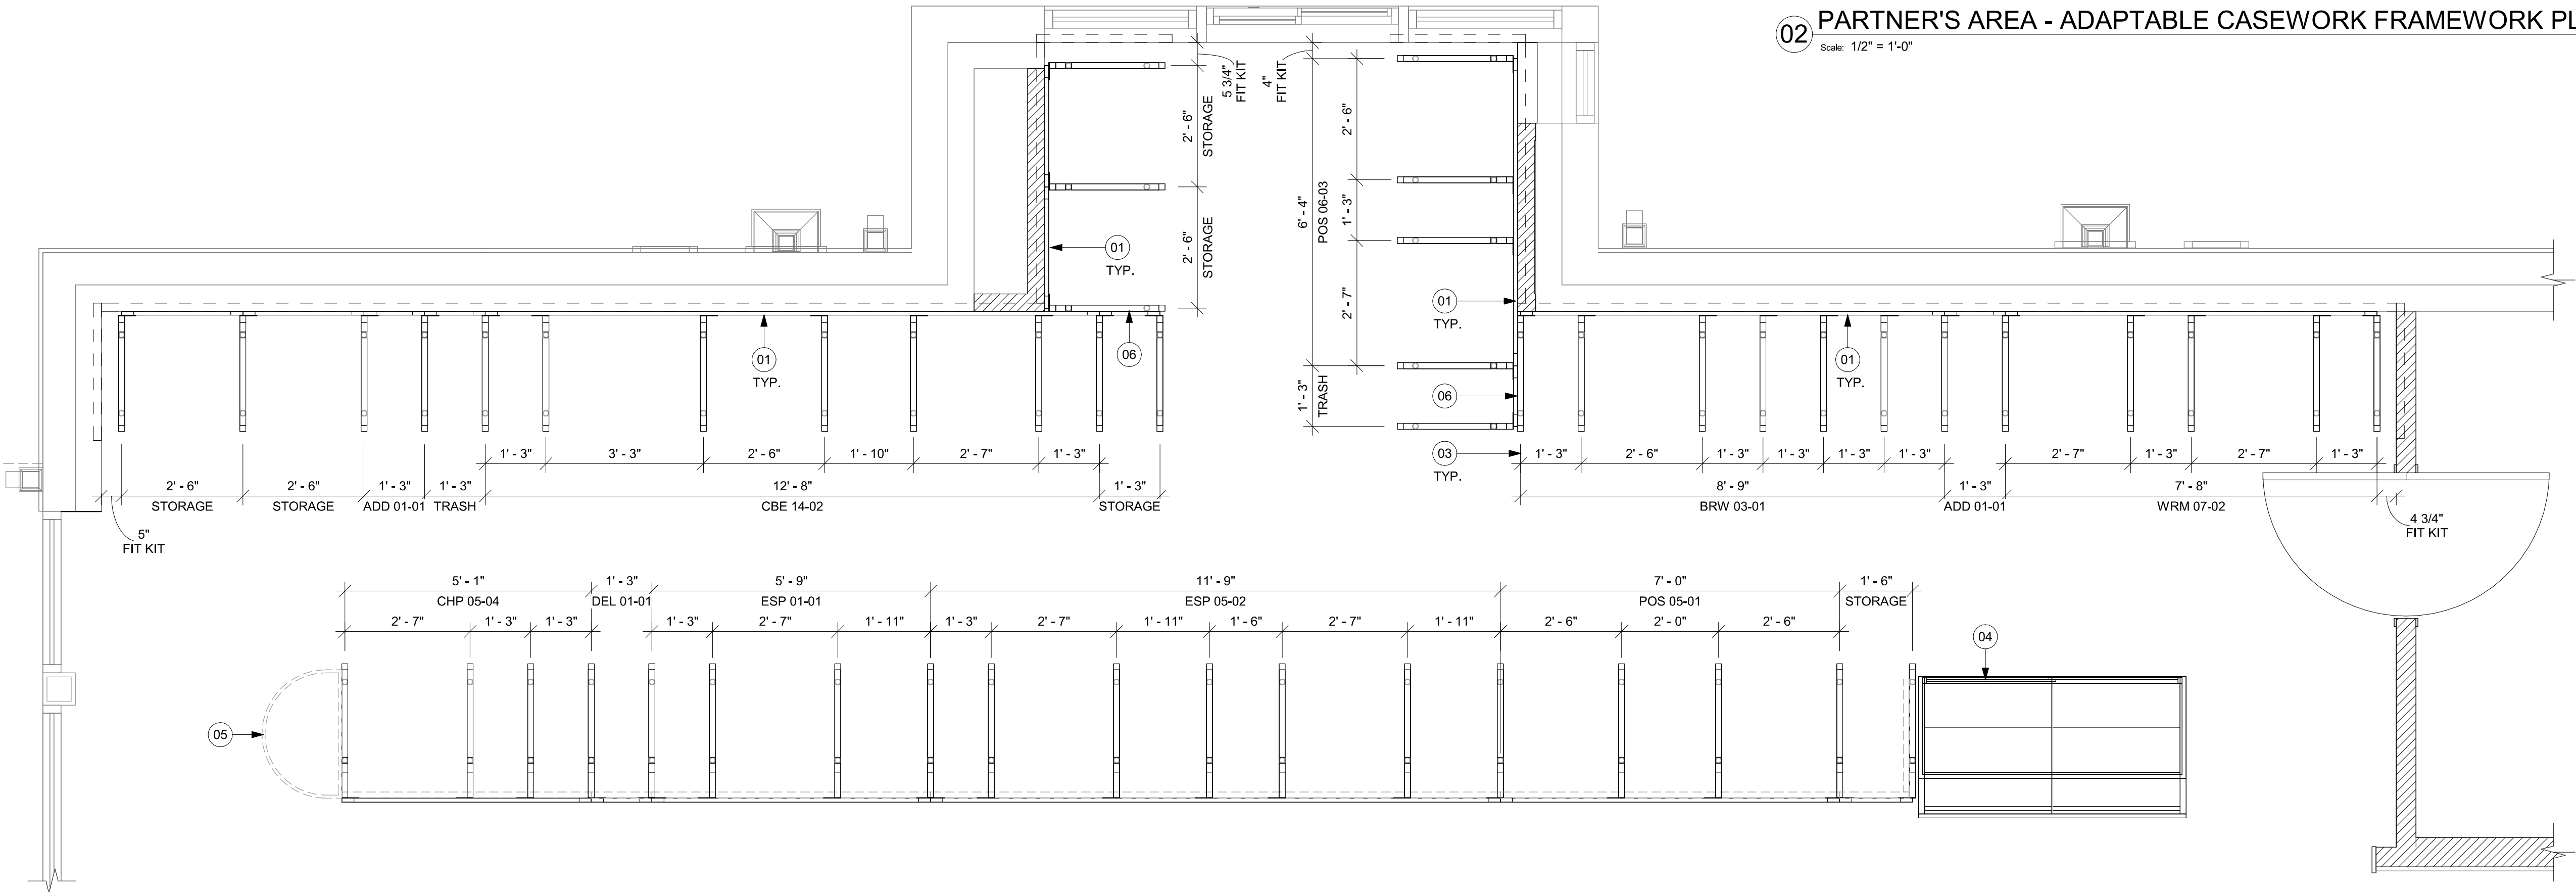 02
PARTNER'S AREA - ADAPTABLE CASEWORK FRAMEWORK PL
Scale: 1/2" = 1'-0"
5 3/4"
FIT KIT
4"
FIT KIT
2' - 6"
STORAGE
2' - 6"
STORAGE
6' - 4"
POS 06-03
1' - 3"
TRASH
2' - 6"
1' - 3"
2' - 7"
01
TYP.
01
TYP.
06
01
TYP.
06
03
TYP.
01
TYP.
1' - 3"
3' - 3"
2' - 6"
1' - 10"
2' - 7"
1' - 3"
2' - 6"
STORAGE
2' - 6"
STORAGE
1' - 3"
ADD 01-01
1' - 3"
TRASH
12' - 8"
CBE 14-02
1' - 3"
STORAGE
5"
FIT KIT
1' - 3"
2' - 6"
1' - 3"
1' - 3"
1' - 3"
1' - 3"
2' - 7"
1' - 3"
2' - 7"
1' - 3"
8' - 9"
BRW 03-01
1' - 3"
ADD 01-01
7' - 8"
WRM 07-02
4 3/4"
FIT KIT
5' - 1"
CHP 05-04
1' - 3"
DEL 01-01
5' - 9"
ESP 01-01
11' - 9"
ESP 05-02
7' - 0"
POS 05-01
1' - 6"
STORAGE
2' - 7"
1' - 3"
1' - 3"
1' - 3"
2' - 7"
1' - 11"
1' - 3"
2' - 7"
1' - 11"
1' - 6"
2' - 7"
1' - 11"
2' - 6"
2' - 0"
2' - 6"
04
05